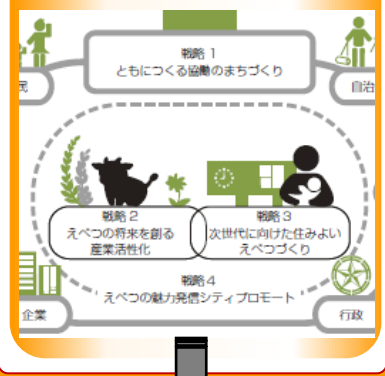 戦略1
ともにつくる協働のまちづくり
民
自治
戦略2
えべつの将来を創る
産業活性化
戦略3
次世代に向けた住みよい
えべつづくり
戦略4
えべつの魅力発信シティプロモート
企業
行政